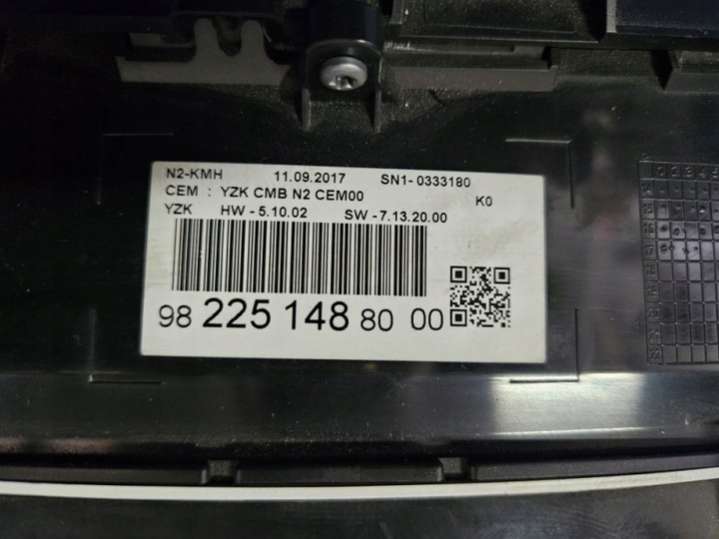 N2-KMH 11.09.2017 SN1- 0333180
CEM : YZK CMB N2 CEM00 K0
YZK HW - 5.10.02 SW -7.13.20.00
98 225 148 80 00